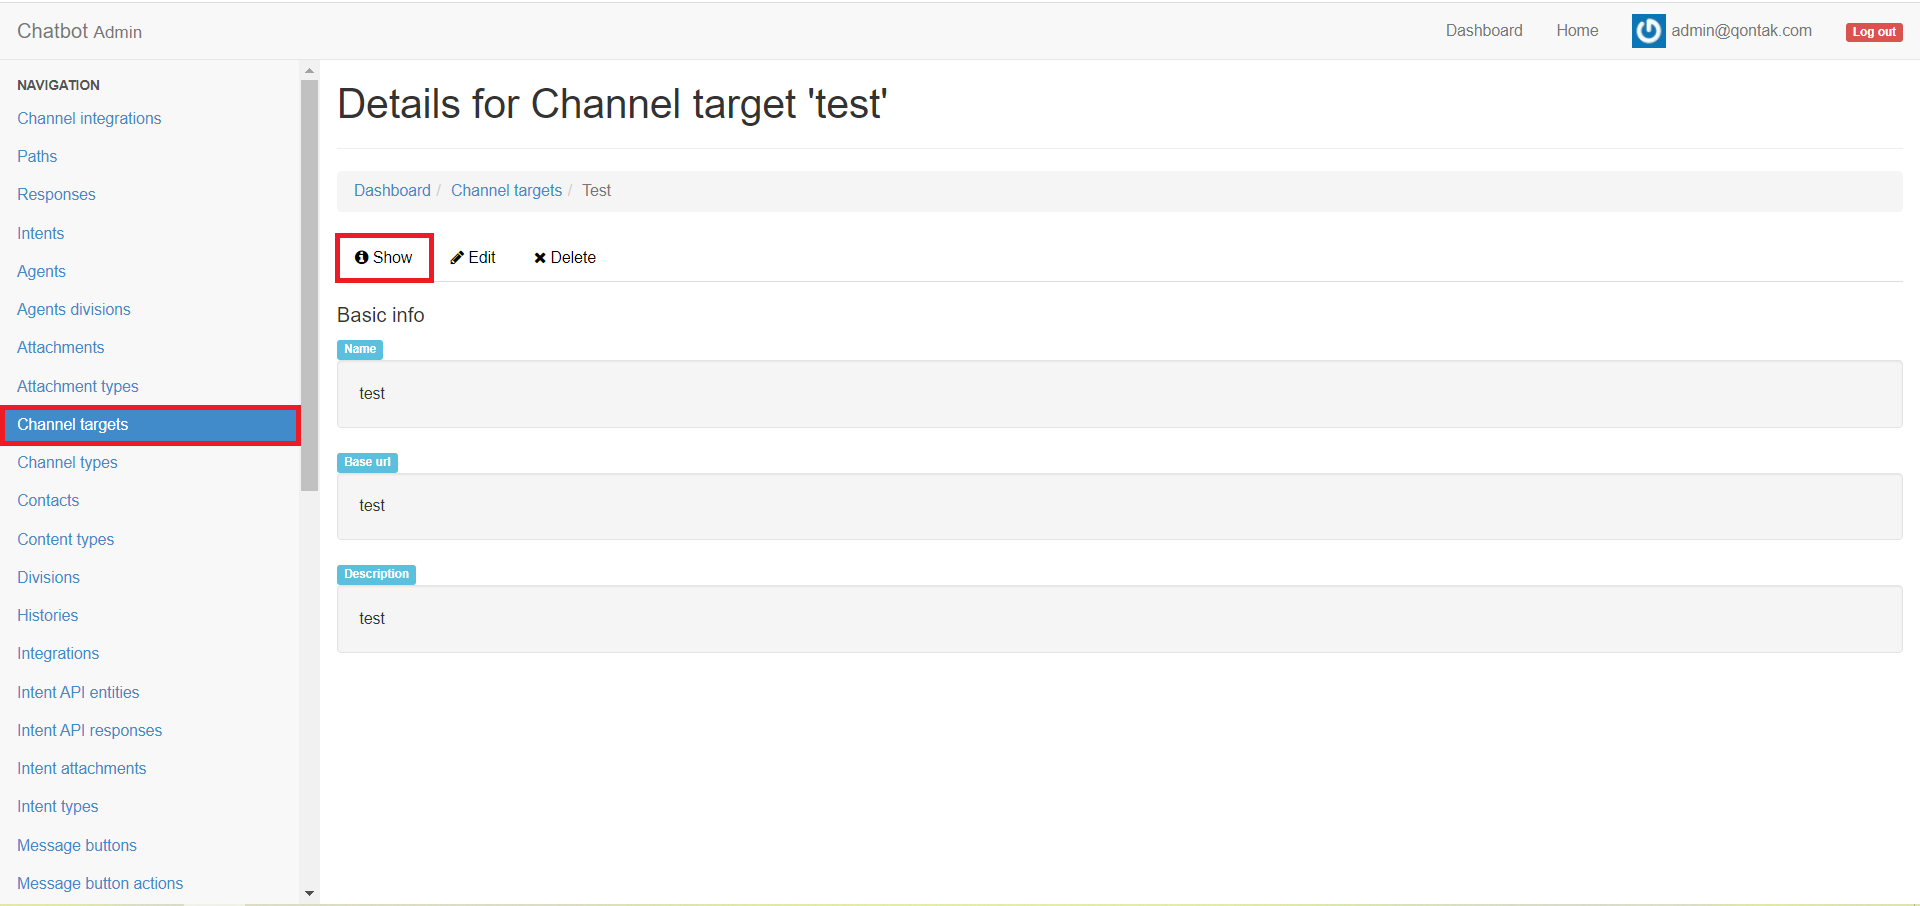 Chatbot Admin
Dashboard
Home
admin@qontak.com
Log out
NAVIGATION
Channel integrations
Paths
Responses
Intents
Agents
Agents divisions
Attachments
Attachment types
Channel targets
Channel types
Contacts
Content types
Divisions
Histories
Integrations
Intent API entities
Intent API responses
Intent attachments
Intent types
Message buttons
Message button actions
Details for Channel target 'test'
Dashboard / Channel targets / Test
Show
Edit
Delete
Basic info
Name
test
Base url
test
Description
test